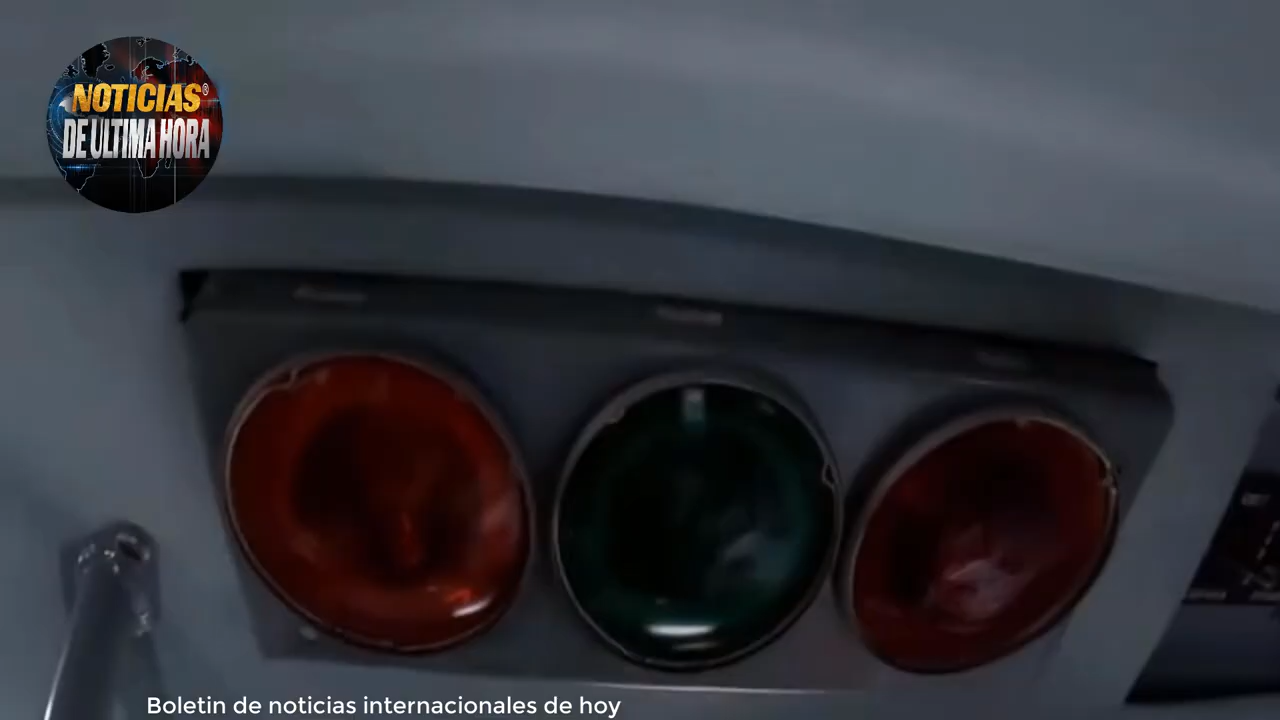 NOTICIAS®
DE ULTIMA HORA
Boletin de noticias internacionales de hoy